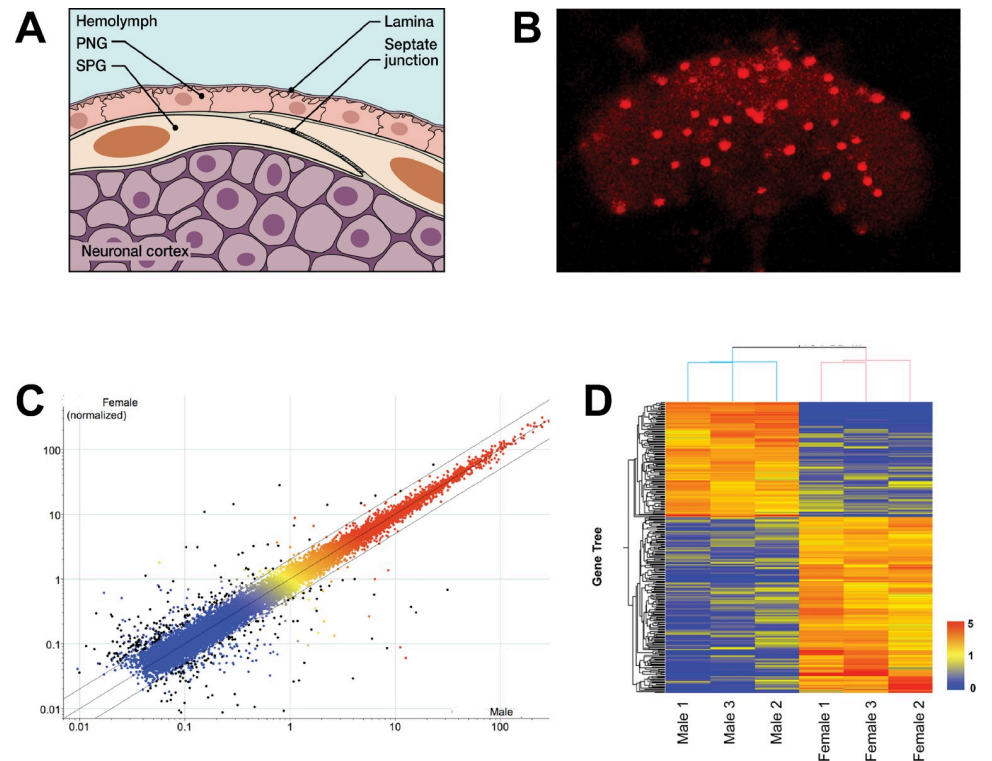 A
Hemolymph
PNG
SPG
Lamina
Septate
junction
Neuronal cortex
B
C
Female
(normalized)
100
10
1
0.1
0.01
0.01
0.1
1
10
100
Male
D
Gene Tree
5
1
0
Male 1
Male 3
Male 2
Female 1
Female 3
Female 2